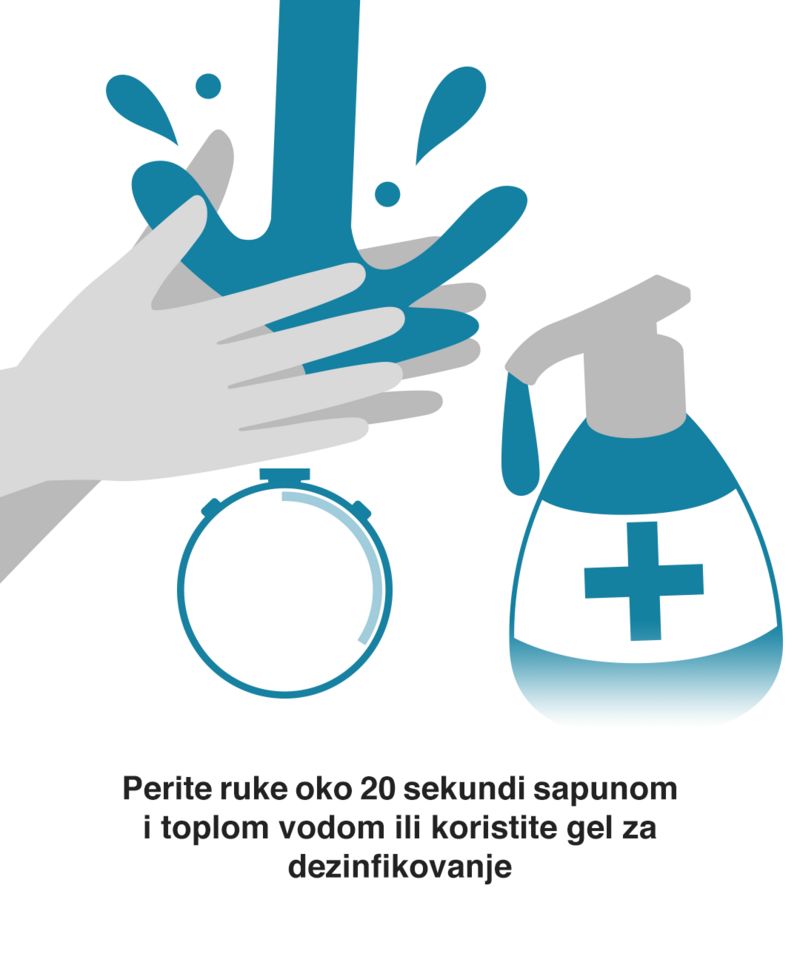 Perite ruke oko 20 sekundi sapunom
i toplom vodom ili koristite gel za
dezinfikovanje